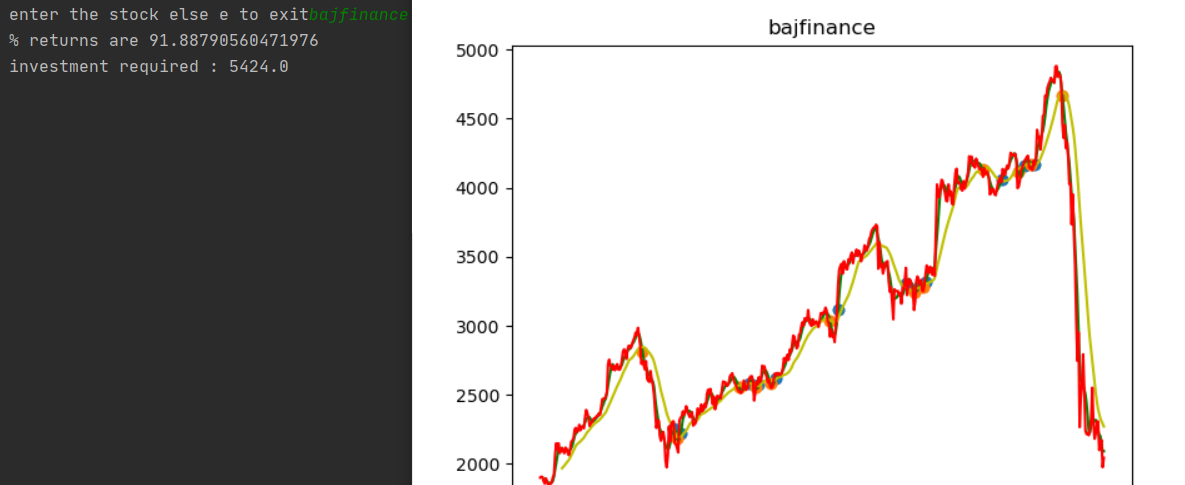 enter the stock else e to exitbajfinance
% returns are 91.88790560471976
investment required : 5424.0
bajfinance
5000
4500
4000
3500
3000
2500
2000